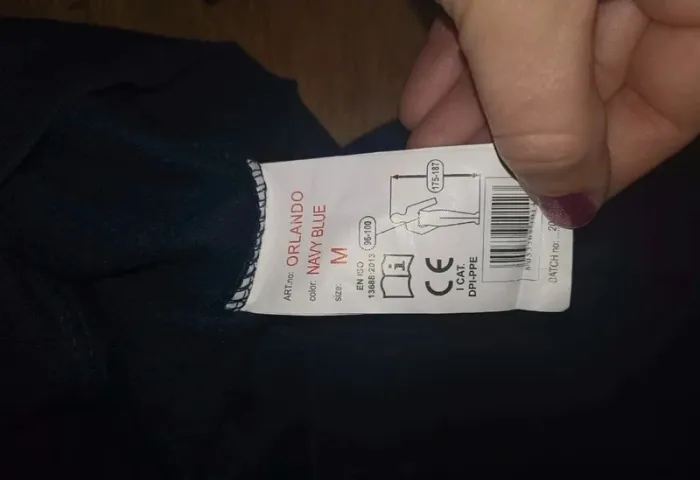 ART.no: ORLANDO
color: NAVY BLUE
size: M
EN ISO
13688:2013
96-100
175-187
i
CE
I CAT.
DPI-PPE
BATCH no: 20